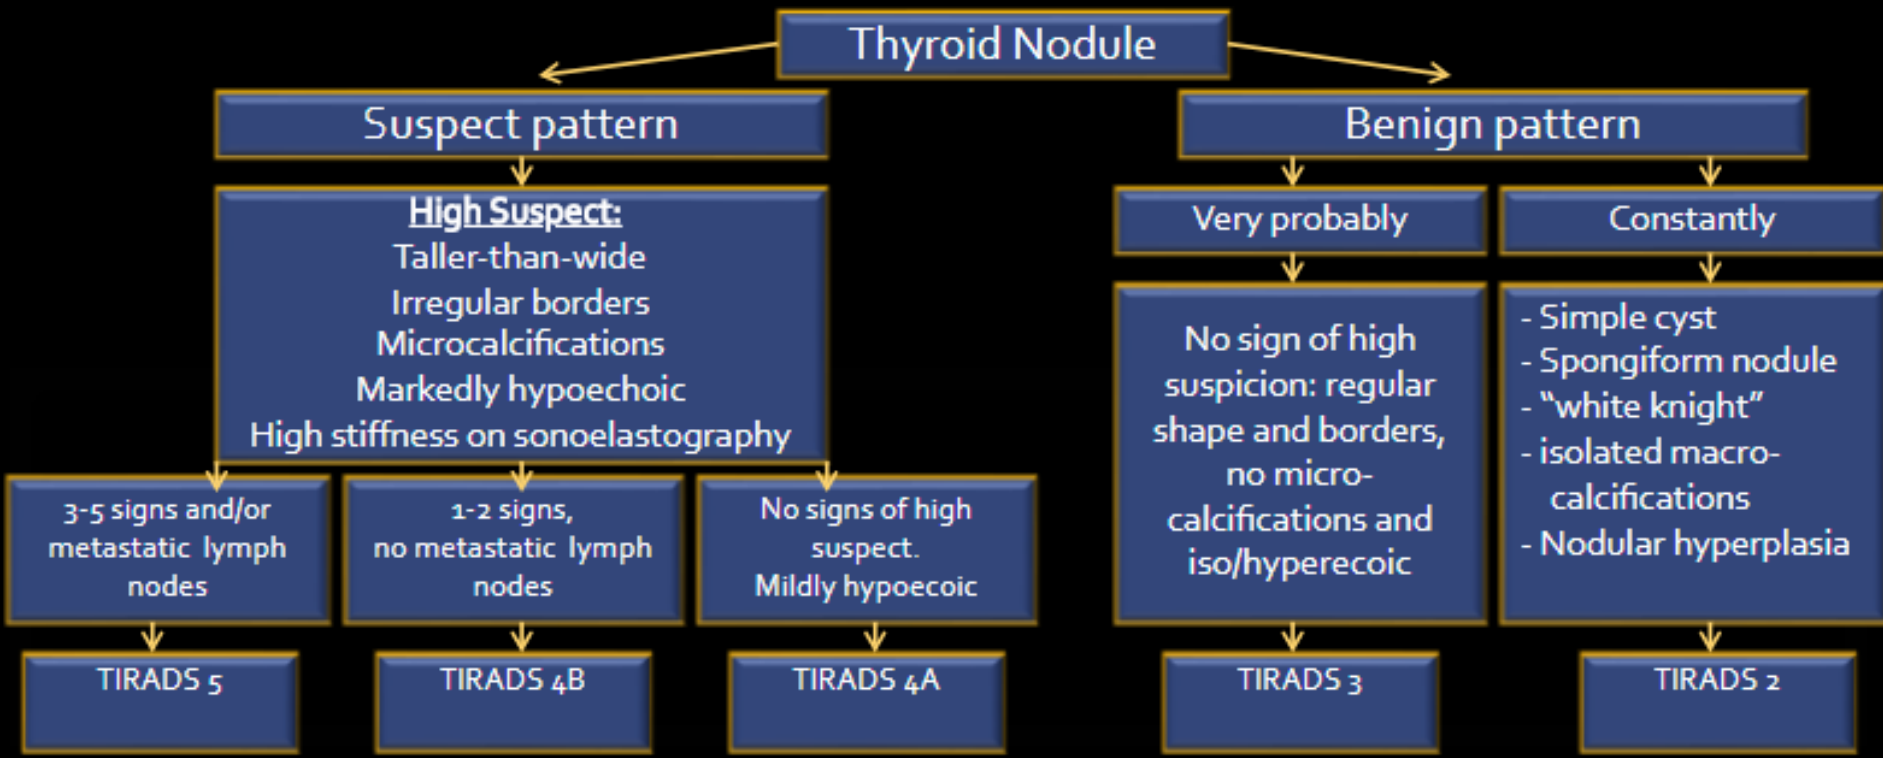 Thyroid Nodule
Suspect pattern
Benign pattern
High Suspect:
Taller-than-wide
Irregular borders
Microcalcifications
Markedly hypoechoic
High stiffness on sonoelastography
Very probably
Constantly
No sign of high
suspicion: regular
shape and borders,
no micro-
calcifications and
iso/hyperecoic
- Simple cyst
- Spongiform nodule
- “white knight”
- isolated macro-
calcifications
- Nodular hyperplasia
3-5 signs and/or
metastatic lymph
nodes
1-2 signs,
no metastatic lymph
nodes
No signs of high
suspect.
Mildly hypoecoic
TIRADS 5
TIRADS 4B
TIRADS 4A
TIRADS 3
TIRADS 2